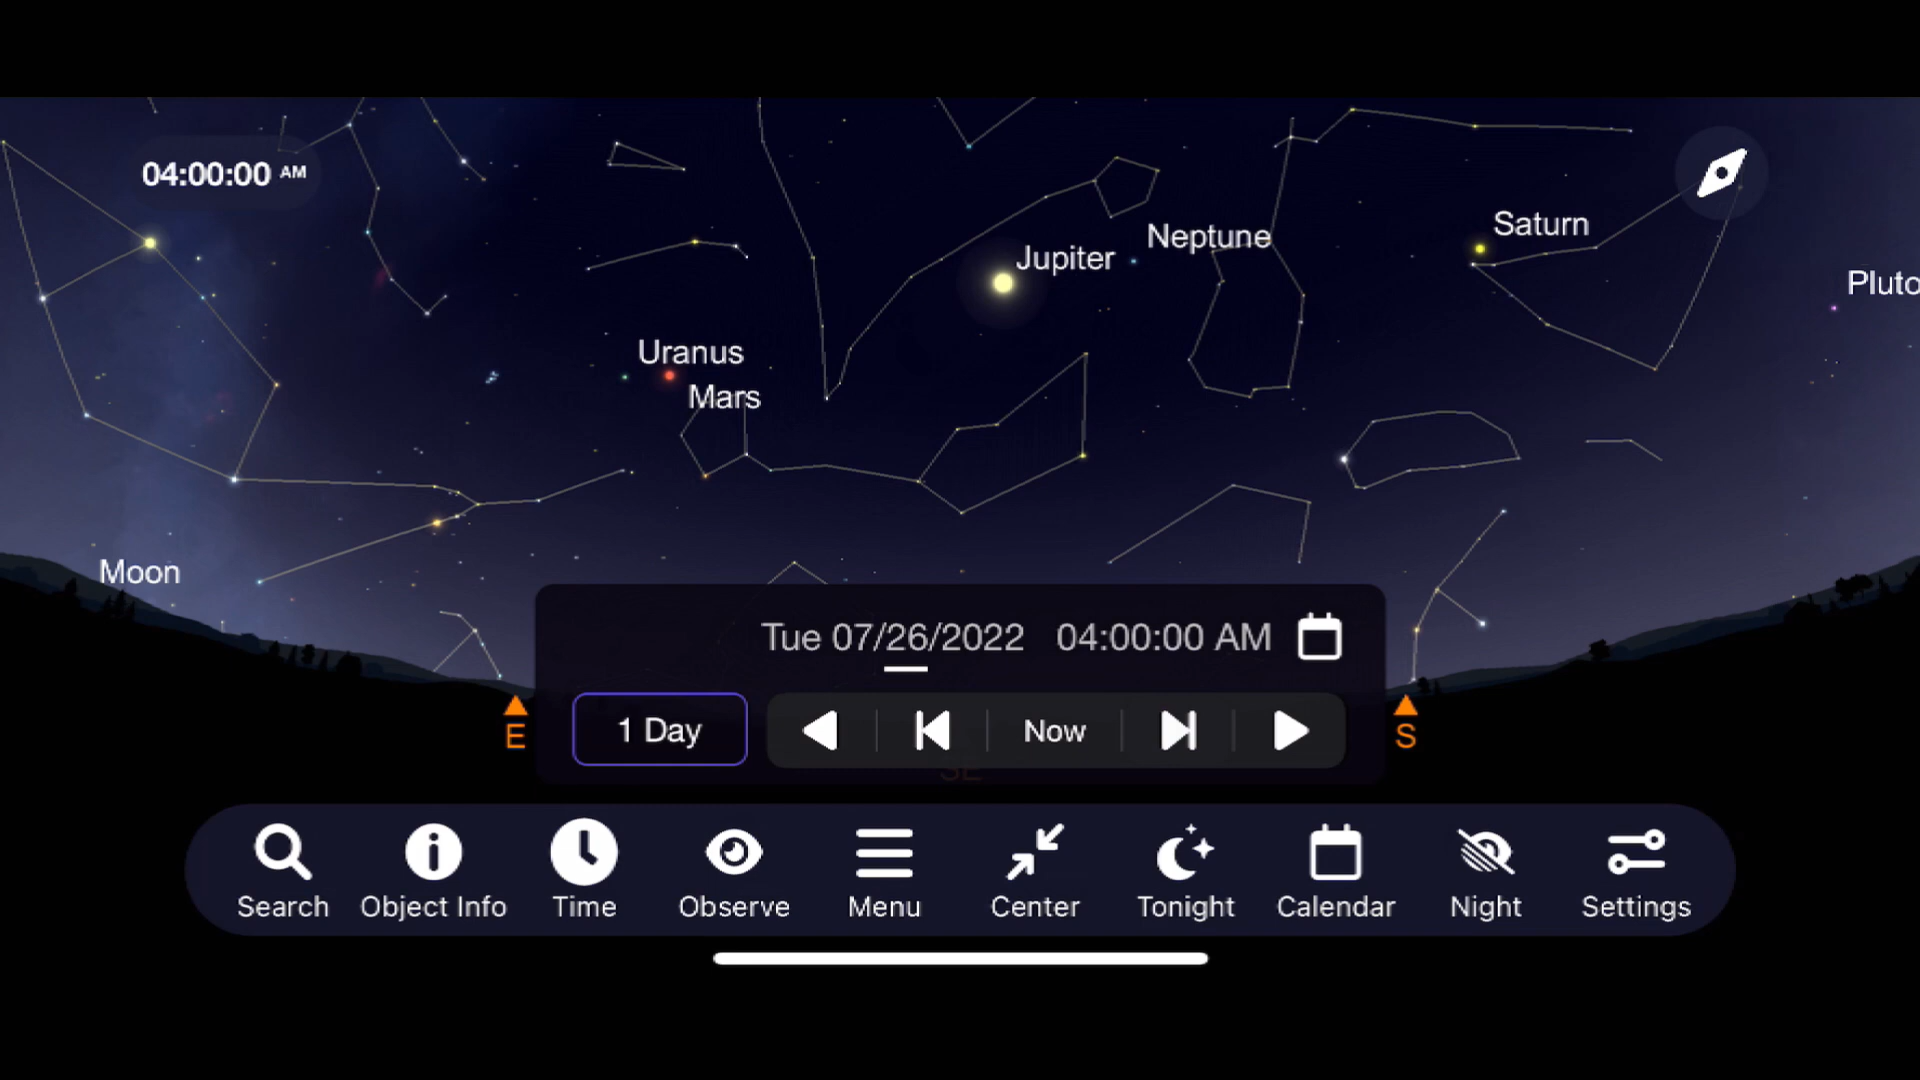 04:00:00 AM
Saturn
Neptune
Jupiter
Pluto
Uranus
Mars
Moon
Tue 07/26/2022 04:00:00 AM
E
1 Day
Now
S
SE
Search
Object Info
Time
Observe
Menu
Center
Tonight
Calendar
Night
Settings